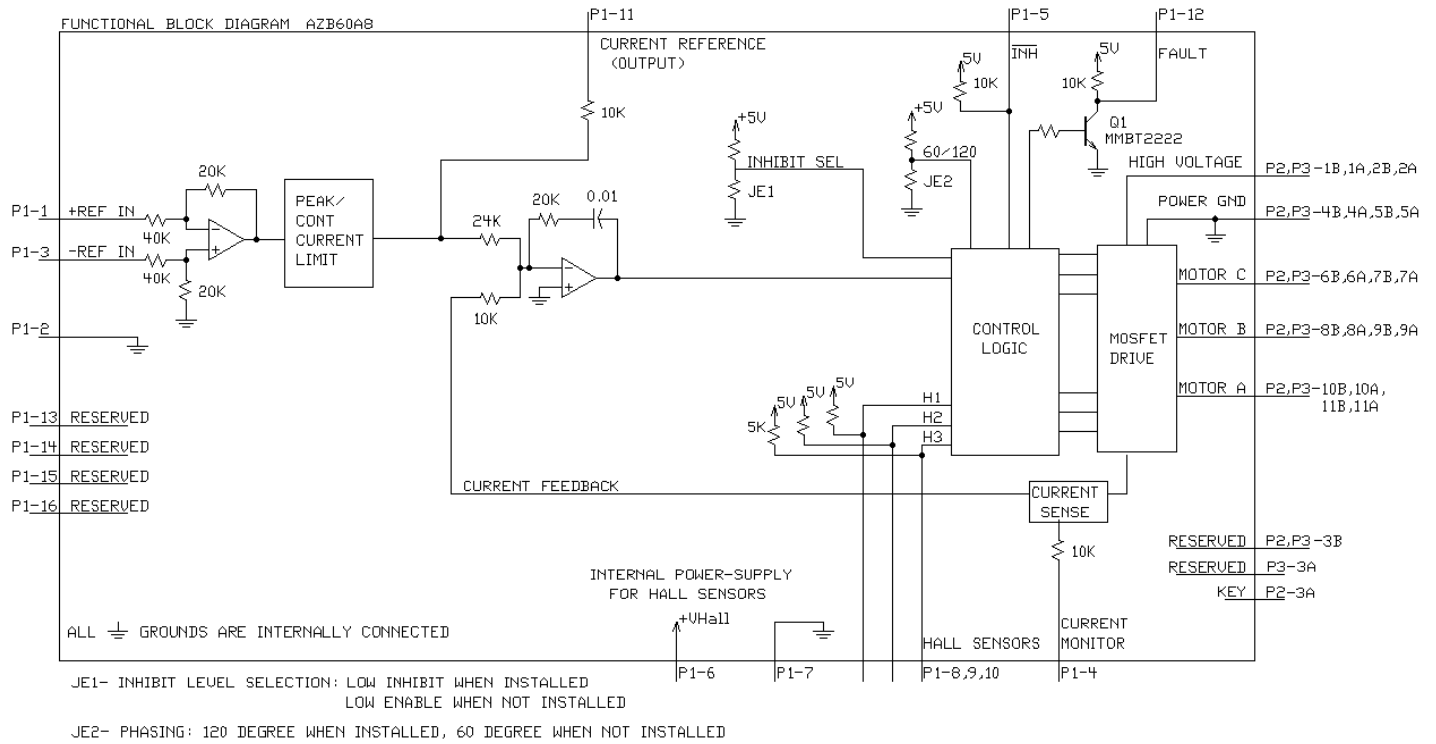 FUNCTIONAL BLOCK DIAGRAM AZB60A8
P1-11
P1-5
P1-12
CURRENT REFERENCE
(OUTPUT)
10K
INH
5V
10K
5V
10K
FAULT
Q1
MMBT2222
+5V
INHIBIT SEL
JE1
+5V
60/120
JE2
HIGH VOLTAGE
P2,P3-1B,1A,2B,2A
POWER GND
P2,P3-4B,4A,5B,5A
MOTOR C
P2,P3-6B,6A,7B,7A
MOTOR B
P2,P3-8B,8A,9B,9A
MOTOR A
P2,P3-10B,10A,
11B,11A
P1-1
+REF IN
40K
20K
P1-3
-REF IN
40K
20K
PEAK/
CONT
CURRENT
LIMIT
24K
20K
0.01
10K
P1-2
CONTROL
LOGIC
MOSFET
DRIVE
5V
5V
5V
5K
H1
H2
H3
P1-13 RESERVED
P1-14 RESERVED
P1-15 RESERVED
P1-16 RESERVED
CURRENT FEEDBACK
CURRENT
SENSE
10K
RESERVED
P2,P3-3B
RESERVED
P3-3A
KEY
P2-3A
INTERNAL POWER-SUPPLY
FOR HALL SENSORS
+VHall
ALL GROUNDS ARE INTERNALLY CONNECTED
HALL SENSORS
CURRENT
MONITOR
P1-6
P1-7
P1-8,9,10
P1-4
JE1- INHIBIT LEVEL SELECTION: LOW INHIBIT WHEN INSTALLED
LOW ENABLE WHEN NOT INSTALLED
JE2- PHASING: 120 DEGREE WHEN INSTALLED, 60 DEGREE WHEN NOT INSTALLED